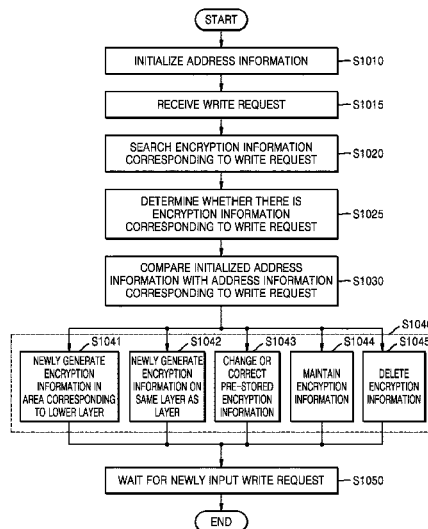 START
INITIALIZE ADDRESS INFORMATION
S1010
RECEIVE WRITE REQUEST
S1015
SEARCH ENCRYPTION INFORMATION
CORRESPONDING TO WRITE REQUEST
S1020
DETERMINE WHETHER THERE IS
ENCRYPTION INFORMATION
CORRESPONDING TO WRITE REQUEST
S1025
COMPARE INITIALIZED ADDRESS
INFORMATION WITH ADDRESS INFORMATION
CORRESPONDING TO WRITE REQUEST
S1030
S1040
S1041
NEWLY GENERATE
ENCRYPTION
INFORMATION IN
AREA CORRESPONDING
TO LOWER LAYER
S1042
NEWLY GENERATE
ENCRYPTION
INFORMATION ON
SAME LAYER AS
LAYER
S1043
CHANGE OR
CORRECT
PRE-STORED
ENCRYPTION
INFORMATION
S1044
MAINTAIN
ENCRYPTION
INFORMATION
S1045
DELETE
ENCRYPTION
INFORMATION
WAIT FOR NEWLY INPUT WRITE REQUEST
S1050
END